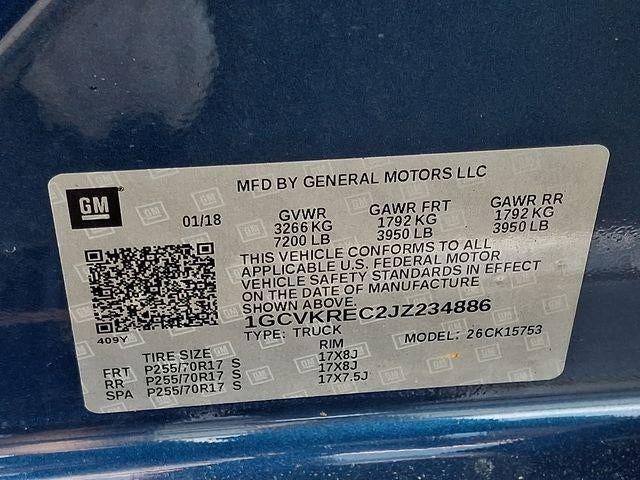 MFD BY GENERAL MOTORS LLC
GM
01/18
GVWR GAWR FRT GAWR RR
3266 KG 1792 KG 1792 KG
7200 LB 3950 LB 3950 LB
THIS VEHICLE CONFORMS TO ALL
APPLICABLE U.S. FEDERAL MOTOR
VEHICLE SAFETY STANDARDS IN EFFECT
ON THE DATE OF MANUFACTURE
SHOWN ABOVE.
1GCVKREC2JZ234886
409Y
TYPE: TRUCK MODEL: 26CK15753
TIRE SIZE RIM
FRT P255/70R17 S 17X8J
RR P255/70R17 S 17X8J
SPA P255/70R17 S 17X7.5J